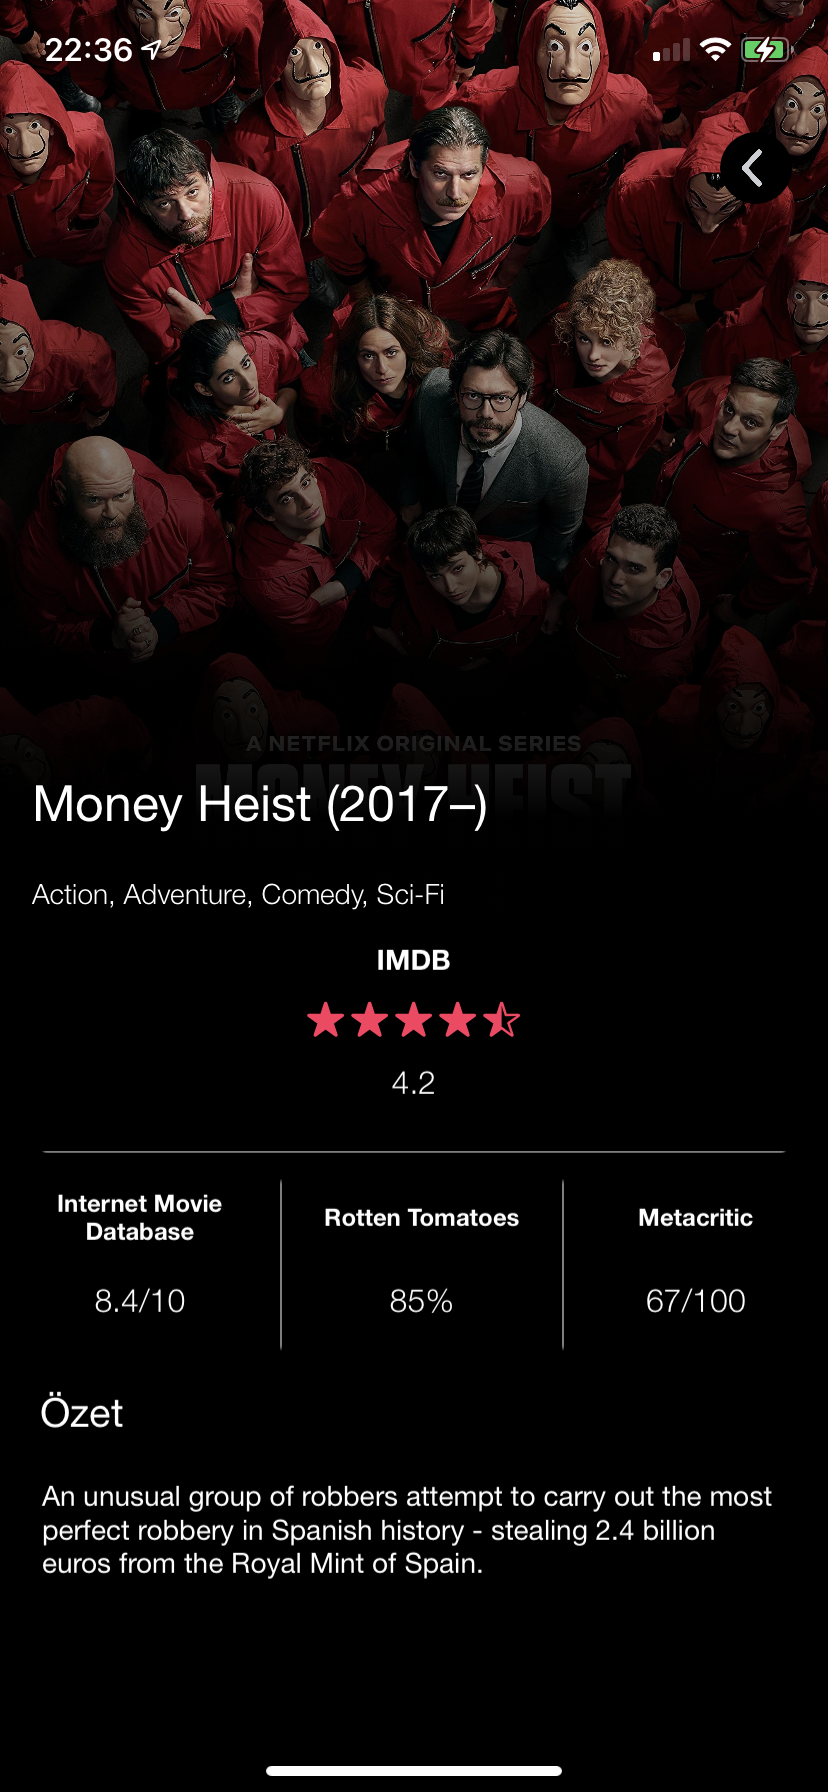 22:36
A NETFLIX ORIGINAL SERIES
MONEY HEIST
Money Heist (2017–)
Action, Adventure, Comedy, Sci-Fi
IMDB
4.2
Internet Movie
Database
8.4/10
Rotten Tomatoes
85%
Metacritic
67/100
Özet
An unusual group of robbers attempt to carry out the most
perfect robbery in Spanish history - stealing 2.4 billion
euros from the Royal Mint of Spain.